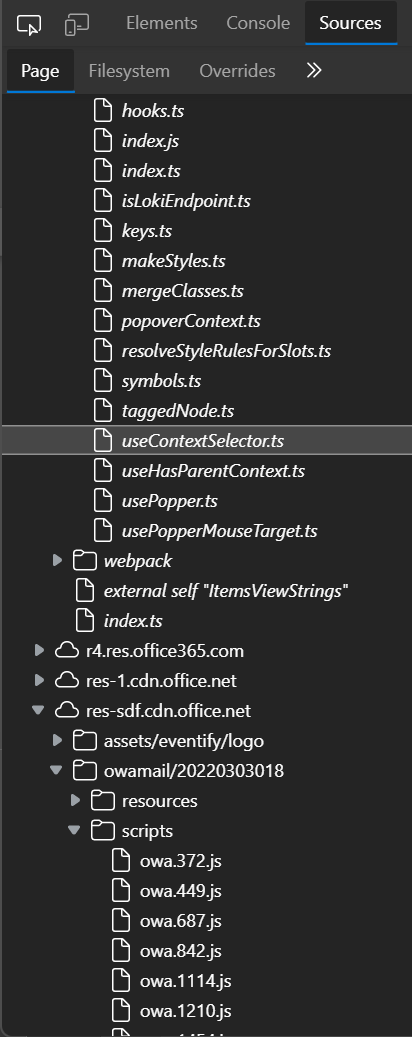 Elements Console Sources
Page Filesystem Overrides
hooks.ts
index.js
index.ts
isLokiEndpoint.ts
keys.ts
makeStyles.ts
mergeClasses.ts
popoverContext.ts
resolveStyleRulesForSlots.ts
symbols.ts
taggedNode.ts
useContextSelector.ts
useHasParentContext.ts
usePopper.ts
usePopperMouseTarget.ts
webpack
external self "ItemsViewStrings"
index.ts
r4.res.office365.com
res-1.cdn.office.net
res-sdf.cdn.office.net
assets/eventify/logo
owamail/20220303018
resources
scripts
owa.372.js
owa.449.js
owa.687.js
owa.842.js
owa.1114.js
owa.1210.js